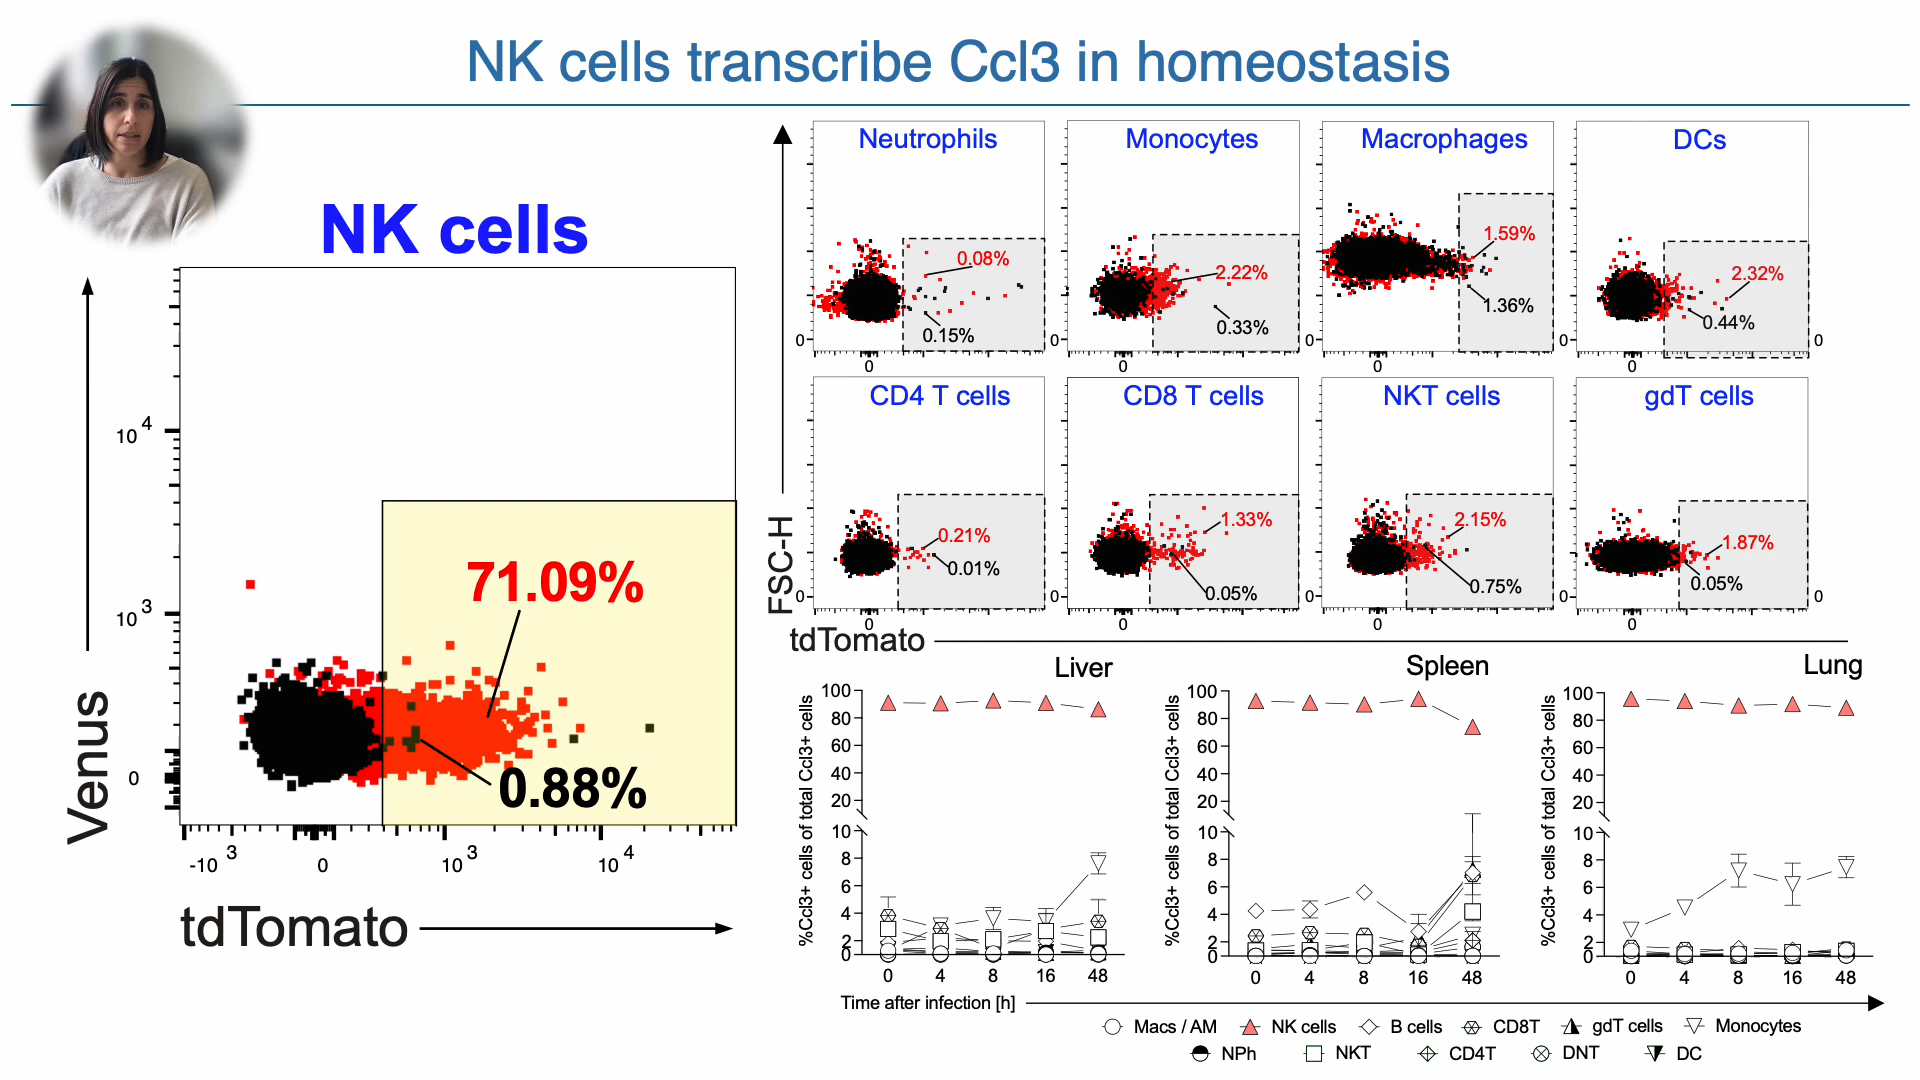 NK cells transcribe Ccl3 in homeostasis
NK cells
Venus
10 4
10 3
0
71.09%
0.88%
-10 3
0
10 3
10 4
tdTomato
FSC-H
Neutrophils
0.08%
0.15%
0
0
Monocytes
2.22%
0.33%
0
0
Macrophages
1.59%
1.36%
0
0
DCs
2.32%
0.44%
0
0
0
CD4 T cells
0.21%
0.01%
0
CD8 T cells
1.33%
0.05%
0
0
NKT cells
2.15%
0.75%
0
0
gdT cells
1.87%
0.05%
0
0
0
tdTomato
Liver
%Ccl3+ cells of total Ccl3+ cells
100
80
60
40
20
10
8
6
4
2
0
0 4 8 16 48
Spleen
%Ccl3+ cells of total Ccl3+ cells
100
80
60
40
20
10
8
6
4
2
0
0 4 8 16 48
Lung
%Ccl3+ cells of total Ccl3+ cells
100
80
60
40
20
10
8
6
4
2
0
0 4 8 16 48
Time after infection [h]
Macs / AM NK cells B cells CD8T gdT cells Monocytes
NPh NKT CD4T DNT DC